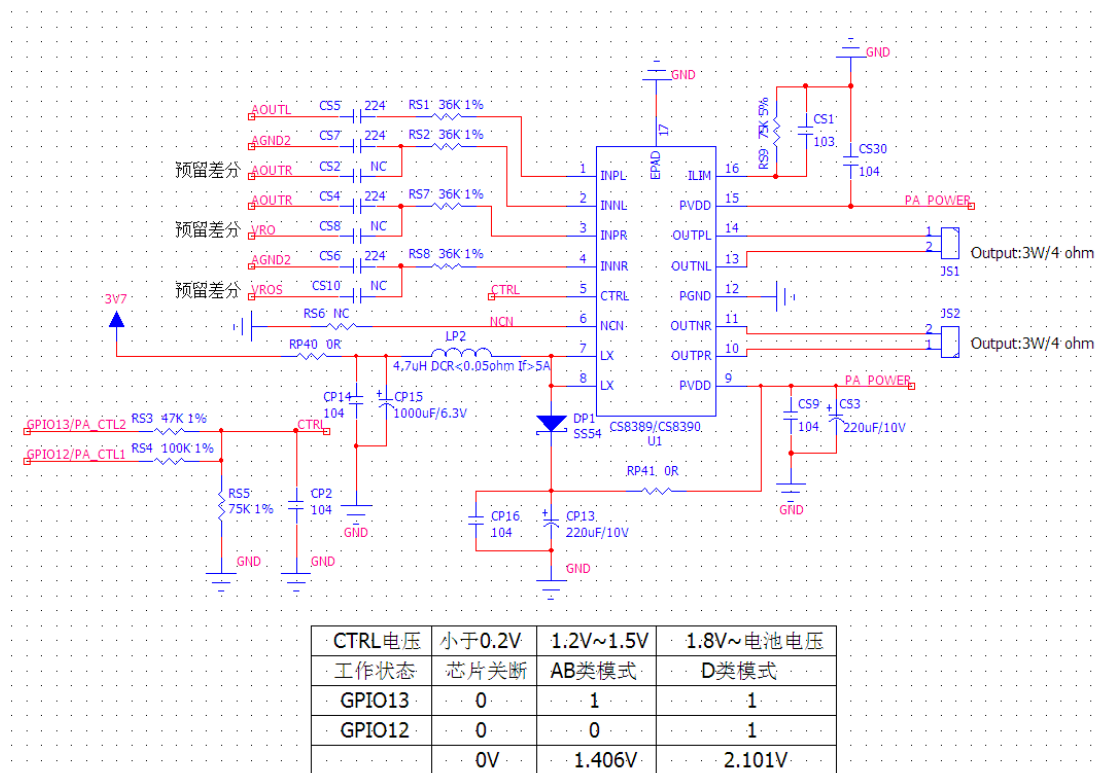 GND
GND
AOUTL CS5 224 RS1 36K 1%
AGND2 CS7 224 RS2 36K 1%
预留差分 AOUTR CS2 NC
AOUTR CS4 224 RS7 36K 1%
预留差分 VRO CS8 NC
AGND2 CS6 224 RS8 36K 1%
预留差分 VROS CS10 NC
CTRL
RS6 NC NCN
3V7
RP40 0R
LP2
4.7uH DCR<0.05ohm If>5A
CP14 104
CP15 1000uF/6.3V
GND
17 EPAD
1 INPL
2 INNL
3 INPR
4 INNR
5 CTRL
6 NCN
7 LX
8 LX
ILIM 16
PVDD 15
OUTPL 14
OUTNL 13
PGND 12
OUTNR 11
OUTPR 10
PVDD 9
CS8389/CS8390
U1
RS9 75K 5%
CS1 103
CS30 104
PA_POWER
1
2
JS1
Output:3W/4 ohm
2
1
JS2
Output:3W/4 ohm
PA_POWER
CS9 104
CS3 220uF/10V
GND
DP1
SS54
RP41 0R
CP16 104
CP13 220uF/10V
GND
GPIO13/PA_CTL2 RS3 47K 1% CTRL
GPIO12/PA_CTL1 RS4 100K 1%
RS5 75K 1%
CP2 104
GND
GND
CTRL电压 小于0.2V 1.2V~1.5V 1.8V~电池电压
工作状态 芯片关断 AB类模式 D类模式
GPIO13 0 1 1
GPIO12 0 0 1
0V 1.406V 2.101V